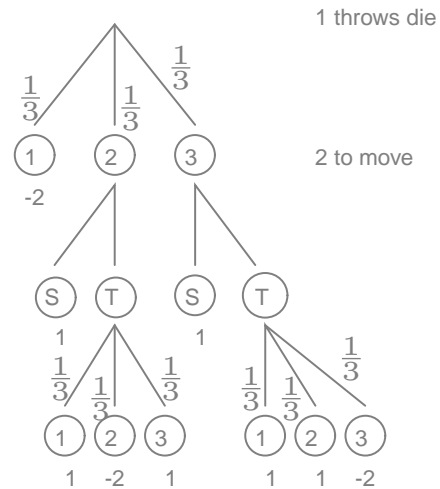 1 throws die
1/3 1/3 1/3
1 2 3 2 to move
-2
S T S T
1 1
1/3 1/3 1/3 1/3 1/3 1/3
1 2 3 1 2 3
1 -2 1 1 1 -2